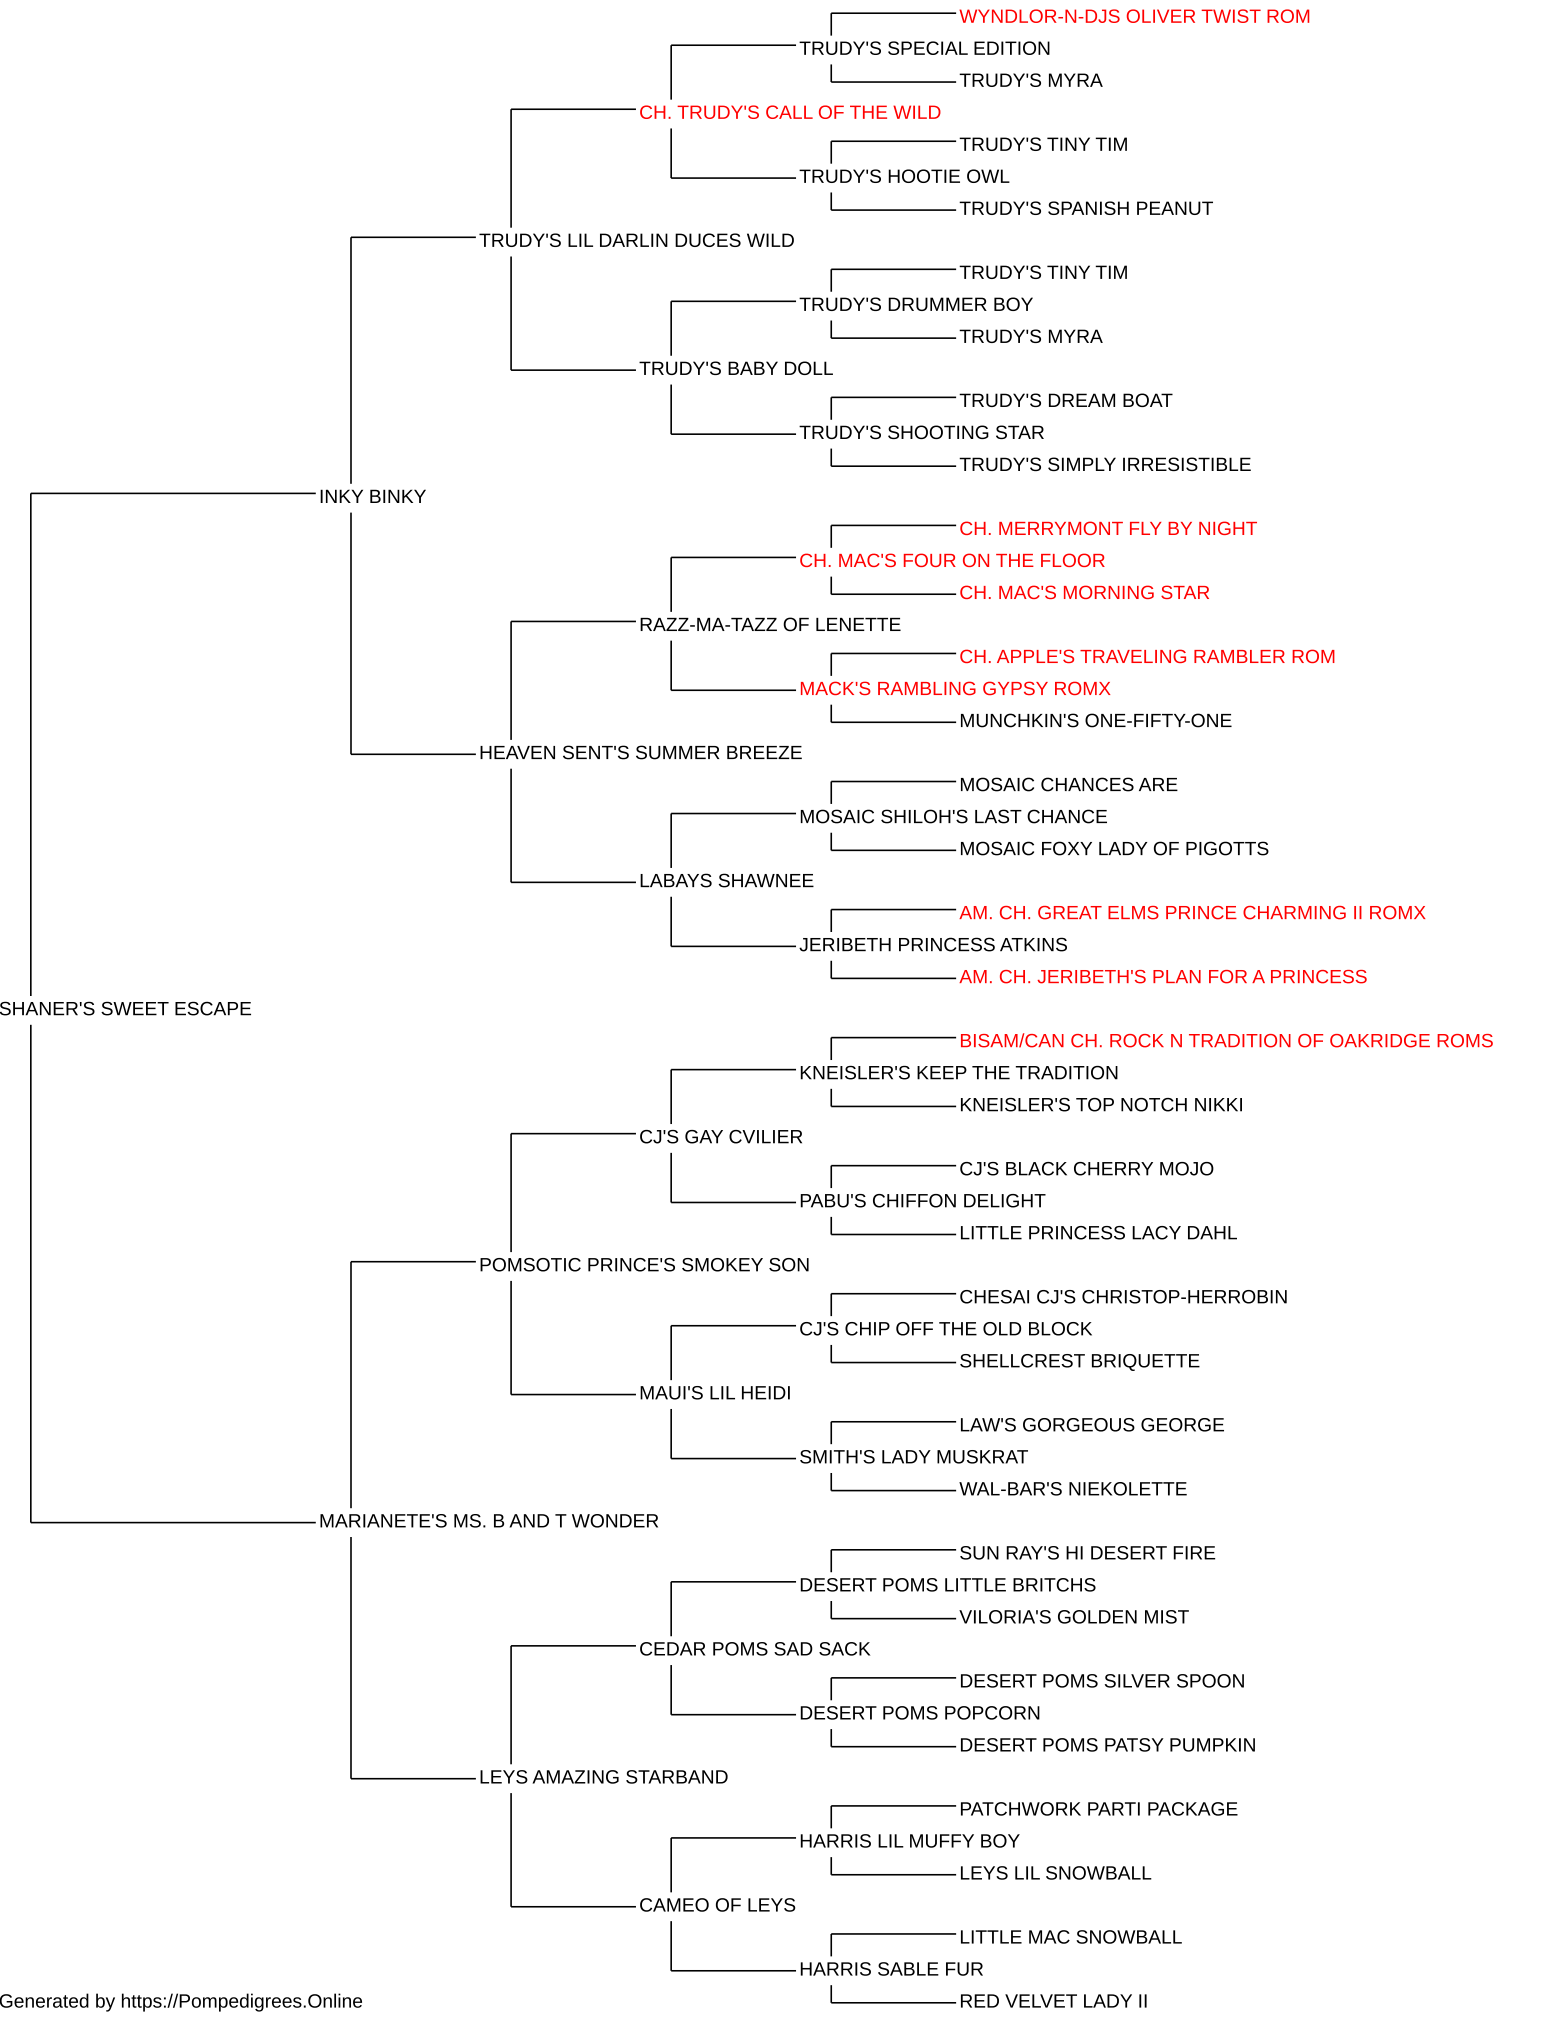 WYNDLOR-N-DJS OLIVER TWIST ROM
TRUDY'S SPECIAL EDITION
TRUDY'S MYRA
CH. TRUDY'S CALL OF THE WILD
TRUDY'S TINY TIM
TRUDY'S HOOTIE OWL
TRUDY'S SPANISH PEANUT
TRUDY'S LIL DARLIN DUCES WILD
TRUDY'S TINY TIM
TRUDY'S DRUMMER BOY
TRUDY'S MYRA
TRUDY'S BABY DOLL
TRUDY'S DREAM BOAT
TRUDY'S SHOOTING STAR
TRUDY'S SIMPLY IRRESISTIBLE
INKY BINKY
CH. MERRYMONT FLY BY NIGHT
CH. MAC'S FOUR ON THE FLOOR
CH. MAC'S MORNING STAR
RAZZ-MA-TAZZ OF LENETTE
CH. APPLE'S TRAVELING RAMBLER ROM
MACK'S RAMBLING GYPSY ROMX
MUNCHKIN'S ONE-FIFTY-ONE
HEAVEN SENT'S SUMMER BREEZE
MOSAIC CHANCES ARE
MOSAIC SHILOH'S LAST CHANCE
MOSAIC FOXY LADY OF PIGOTTS
LABAYS SHAWNEE
AM. CH. GREAT ELMS PRINCE CHARMING II ROMX
JERIBETH PRINCESS ATKINS
AM. CH. JERIBETH'S PLAN FOR A PRINCESS
SHANER'S SWEET ESCAPE
BISAM/CAN CH. ROCK N TRADITION OF OAKRIDGE ROMS
KNEISLER'S KEEP THE TRADITION
KNEISLER'S TOP NOTCH NIKKI
CJ'S GAY CVILIER
CJ'S BLACK CHERRY MOJO
PABU'S CHIFFON DELIGHT
LITTLE PRINCESS LACY DAHL
POMSOTIC PRINCE'S SMOKEY SON
CHESAI CJ'S CHRISTOP-HERROBIN
CJ'S CHIP OFF THE OLD BLOCK
SHELLCREST BRIQUETTE
MAUI'S LIL HEIDI
LAW'S GORGEOUS GEORGE
SMITH'S LADY MUSKRAT
WAL-BAR'S NIEKOLETTE
MARIANETE'S MS. B AND T WONDER
SUN RAY'S HI DESERT FIRE
DESERT POMS LITTLE BRITCHS
VILORIA'S GOLDEN MIST
CEDAR POMS SAD SACK
DESERT POMS SILVER SPOON
DESERT POMS POPCORN
DESERT POMS PATSY PUMPKIN
LEYS AMAZING STARBAND
PATCHWORK PARTI PACKAGE
HARRIS LIL MUFFY BOY
LEYS LIL SNOWBALL
CAMEO OF LEYS
LITTLE MAC SNOWBALL
HARRIS SABLE FUR
RED VELVET LADY II
Generated by https://Pompedigrees.Online